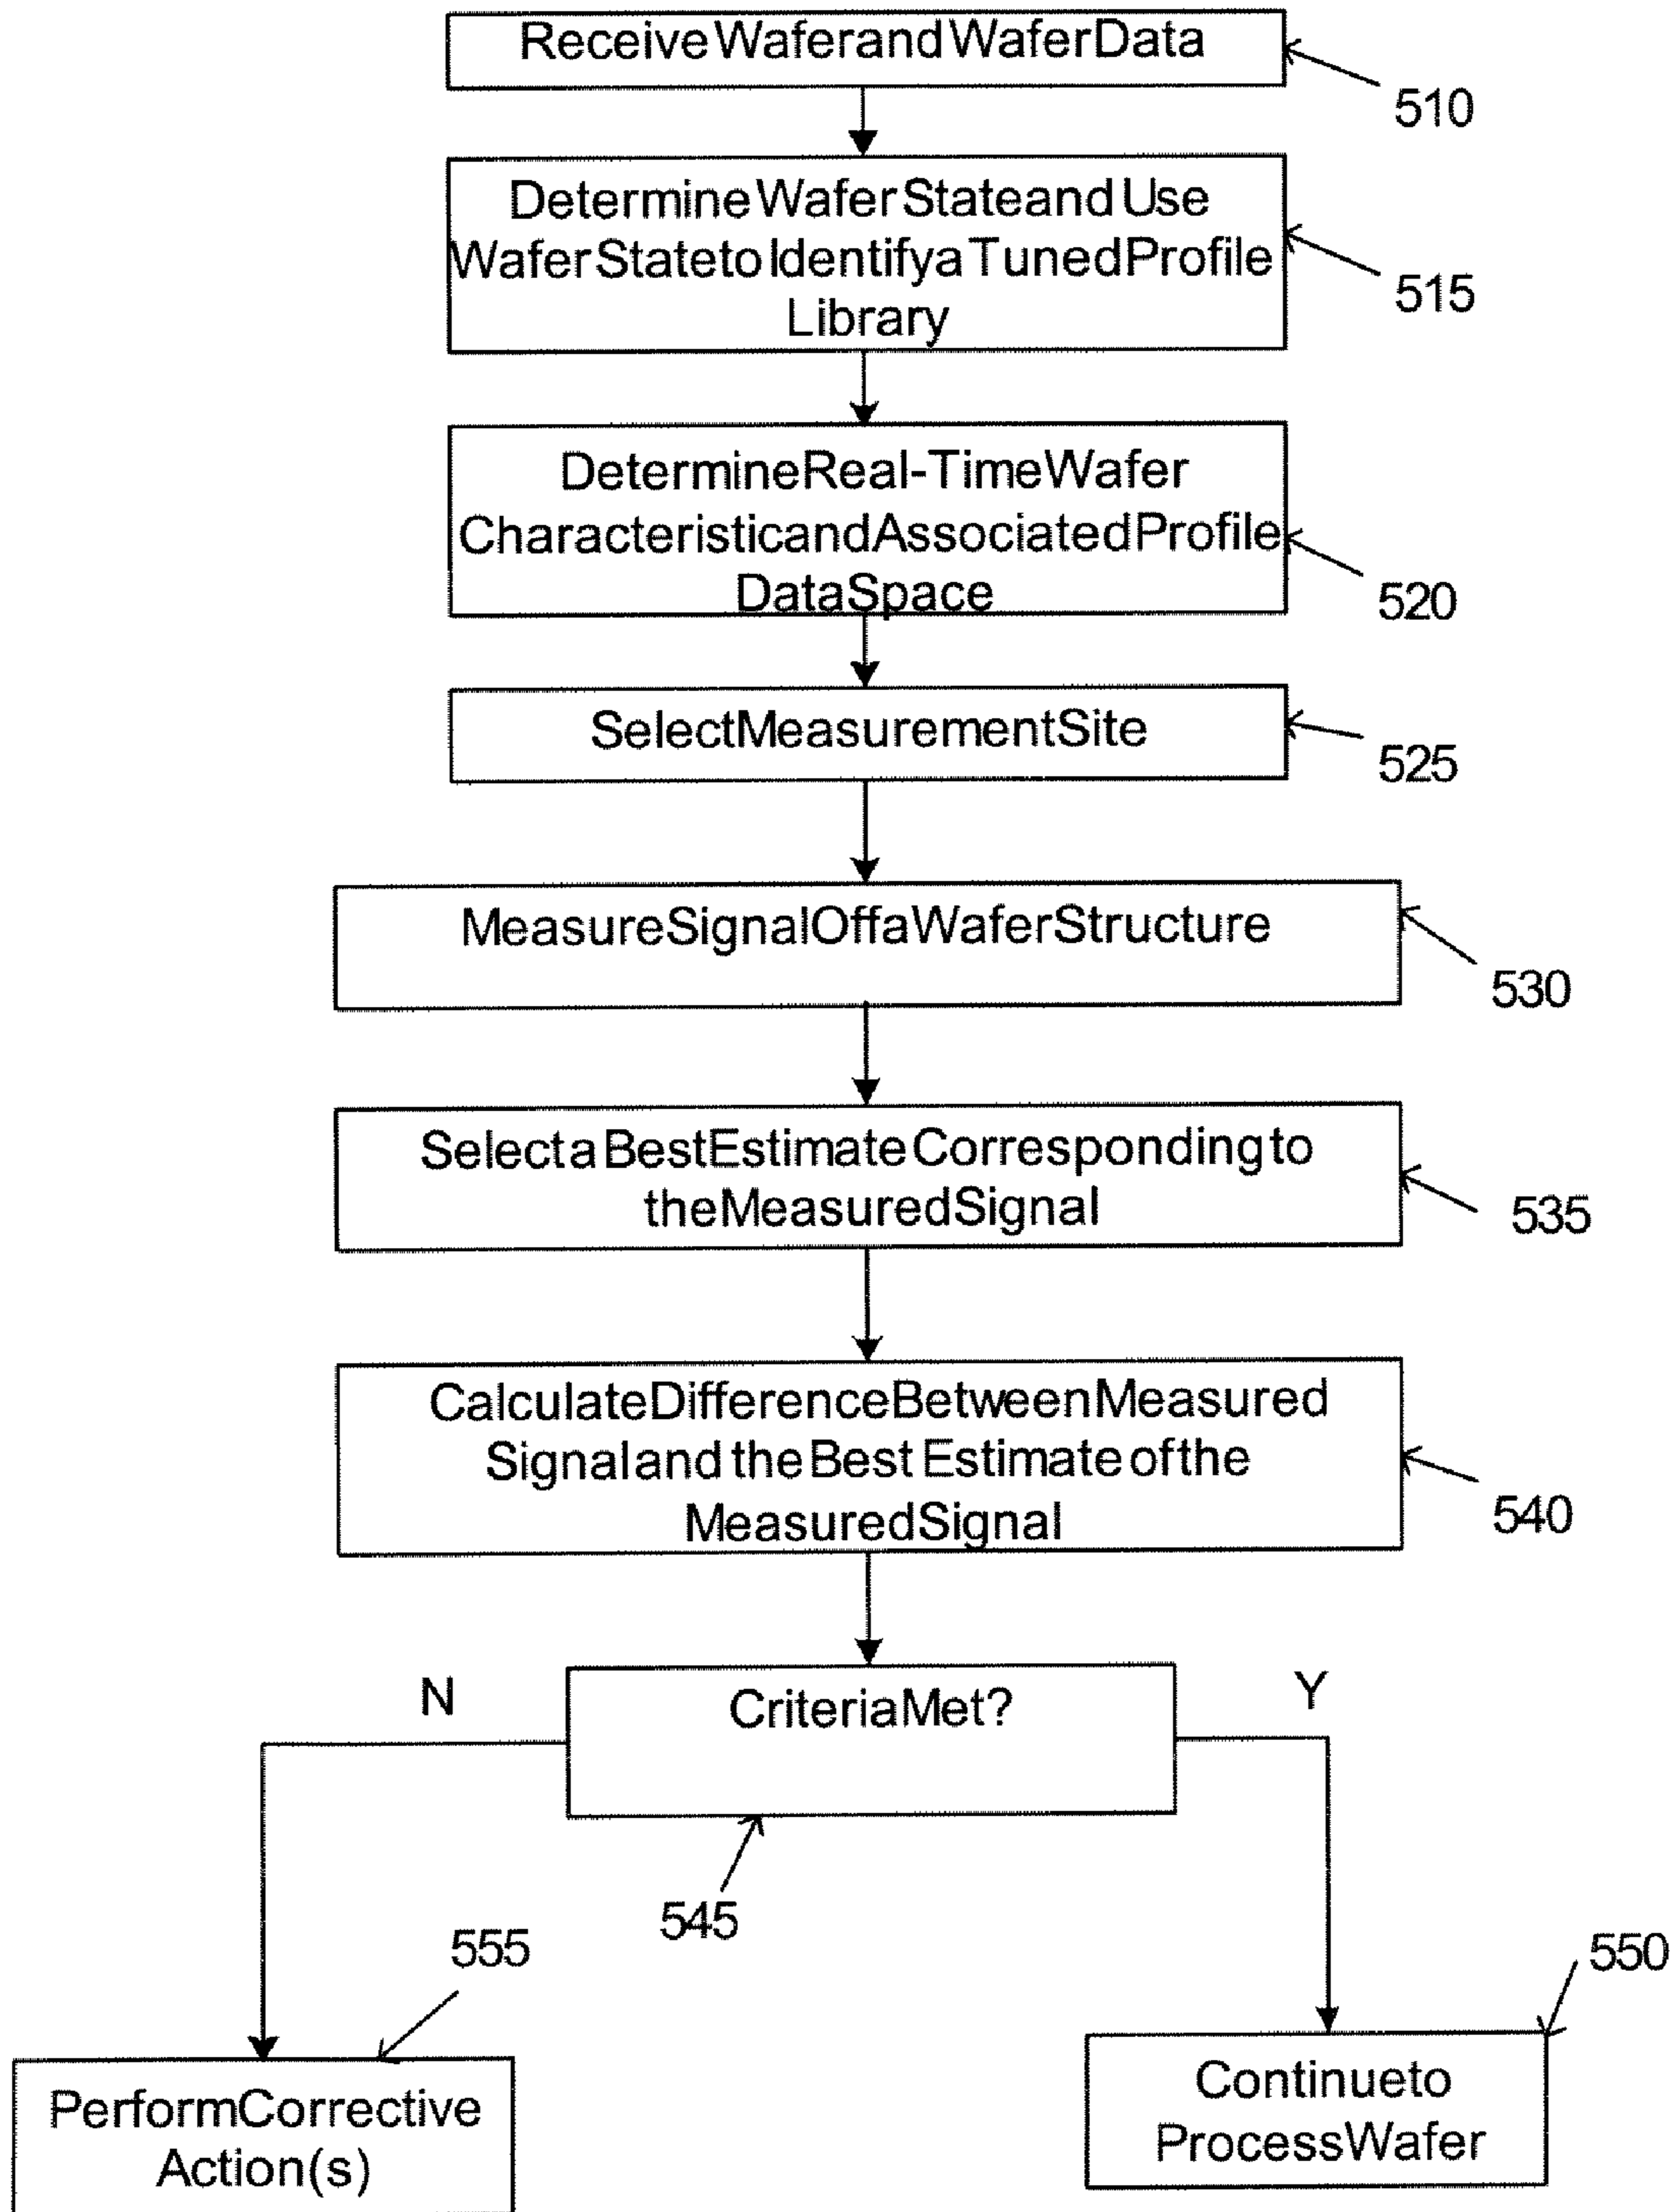 Receive Wafer and Wafer Data
510
Determine Wafer State and Use
Wafer State to Identify a Tuned Profile
Library
515
Determine Real-Time Wafer
Characteristic and Associated Profile
Data Space
520
Select Measurement Site
525
Measure Signal Off a Wafer Structure
530
Select a Best Estimate Corresponding to
the Measured Signal
535
Calculate Difference Between Measured
Signal and the Best Estimate of the
Measured Signal
540
N
Criteria Met?
Y
545
555
550
Perform Corrective
Action(s)
Continue to
Process Wafer